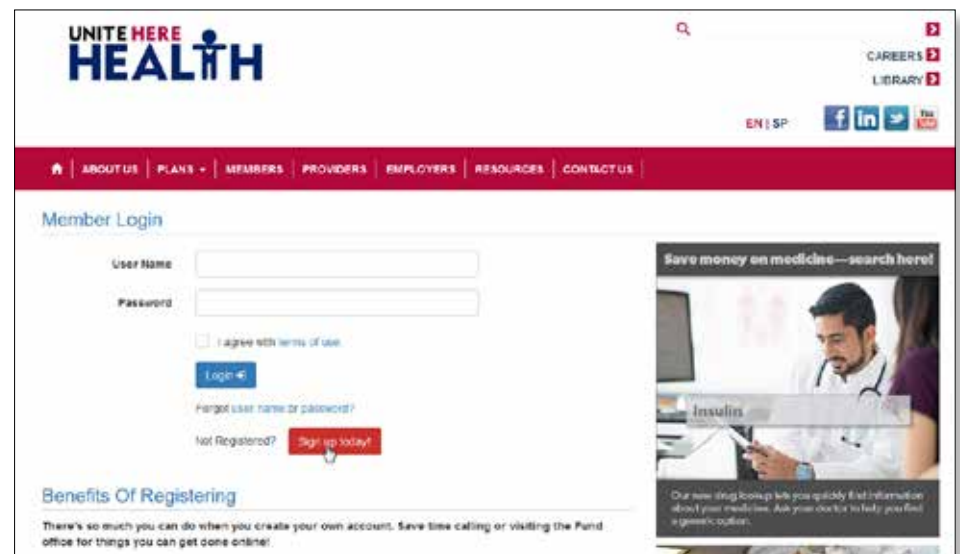 UNITE HERE
HEALTH
CAREERS
LIBRARY
EN | SP
f in You Tube
ABOUT US | PLANS | MEMBERS | PROVIDERS | EMPLOYERS | RESOURCES | CONTACT US
Member Login
User Name
Password
I agree with terms of use.
Login
Forgot user name or password?
Not Registered? Sign up today!
Benefits Of Registering
There's so much you can do when you create your own account. Save time calling or visiting the Fund
office for things you can get done online!
Save money on medicine—search here!
Insulin
Our new drug lookup lets you quickly find information
about your medicine. Ask your doctor to help you find
a generic option.